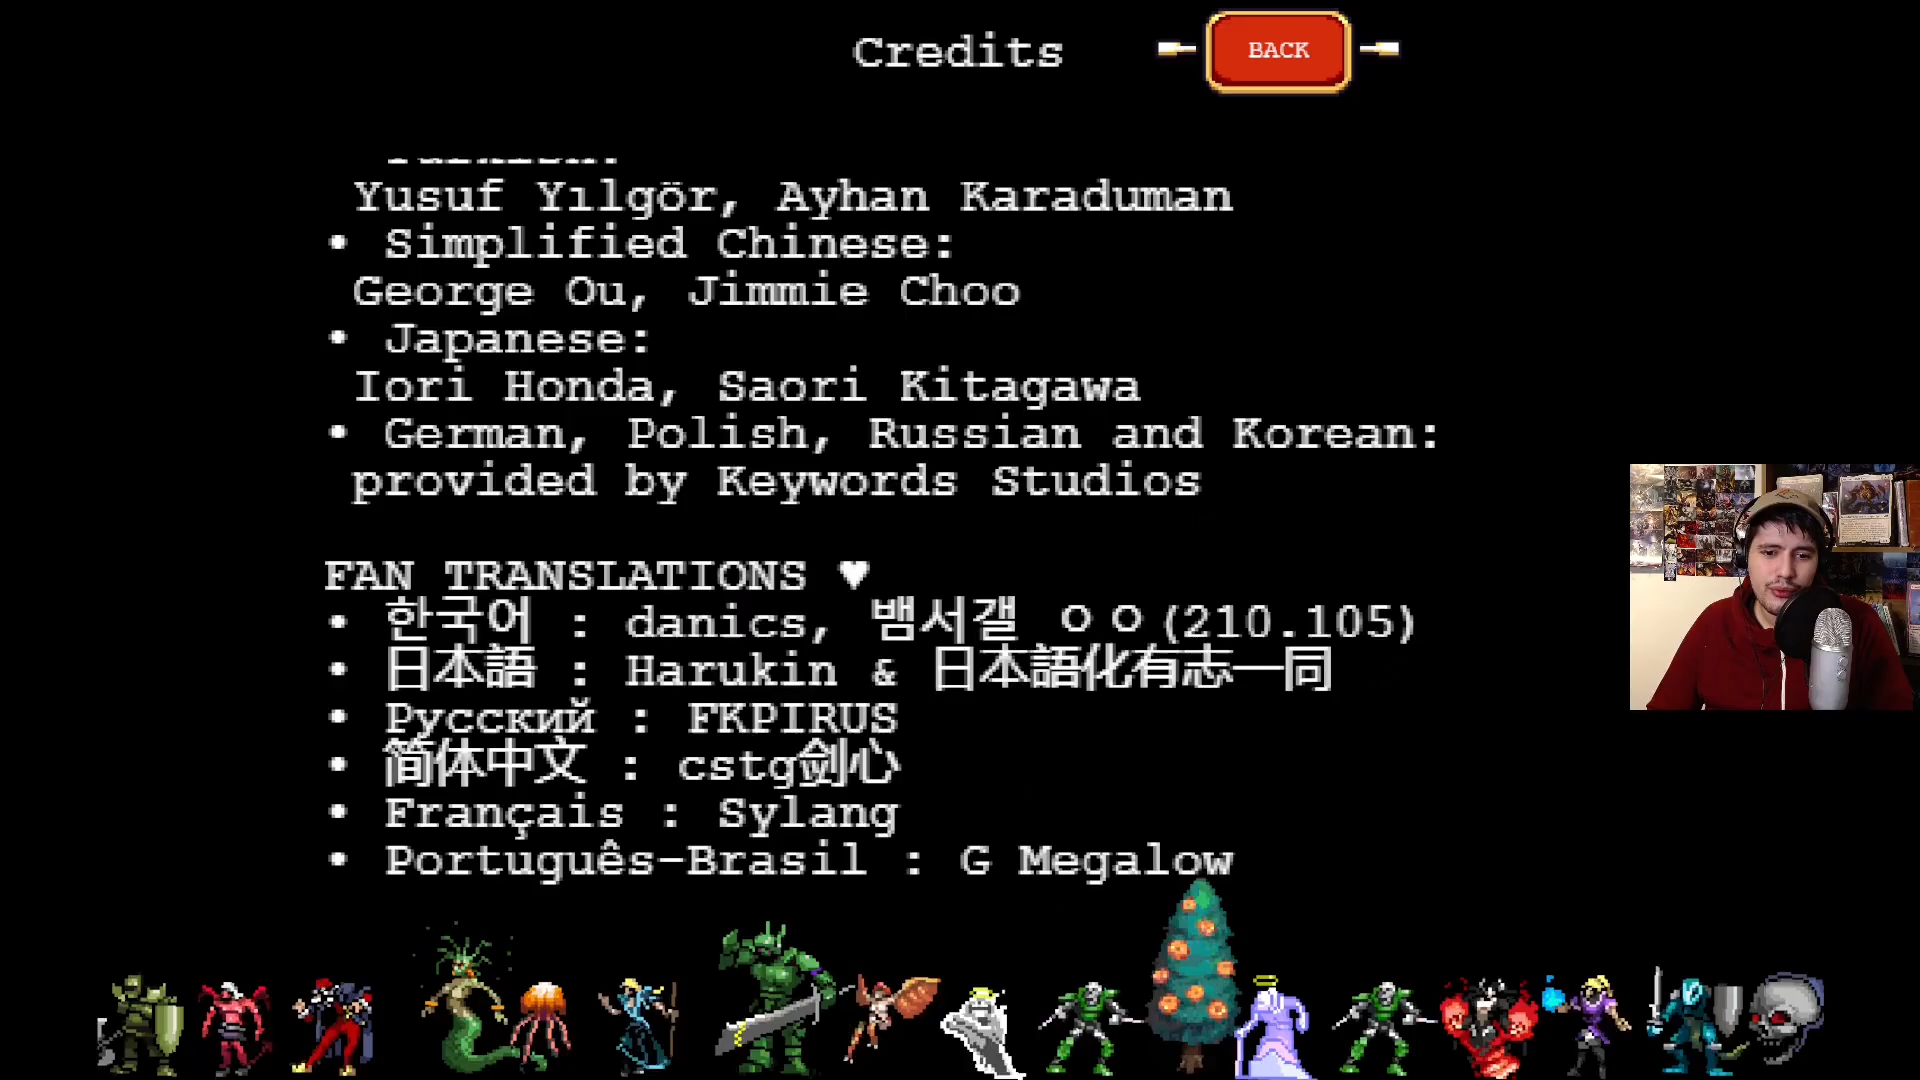 Credits
BACK
Yusuf Yılgör, Ayhan Karaduman
• Simplified Chinese:
George Ou, Jimmie Choo
• Japanese:
Iori Honda, Saori Kitagawa
• German, Polish, Russian and Korean:
provided by Keywords Studios
FAN TRANSLATIONS ♥
• 한국어 : danics, 뱀서갤 ㅇㅇ(210.105)
• 日本語 : Harukin & 日本語化有志一同
• Русский : FKPIRUS
• 简体中文 : cstg剑心
• Français : Sylang
• Português-Brasil : G Megalow